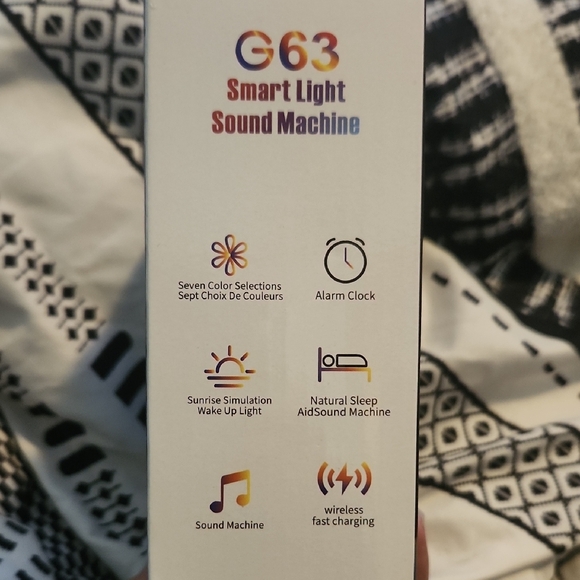 G63
Smart Light
Sound Machine
Seven Color Selections
Sept Choix De Couleurs
Alarm Clock
Sunrise Simulation
Wake Up Light
Natural Sleep
AidSound Machine
Sound Machine
wireless
fast charging